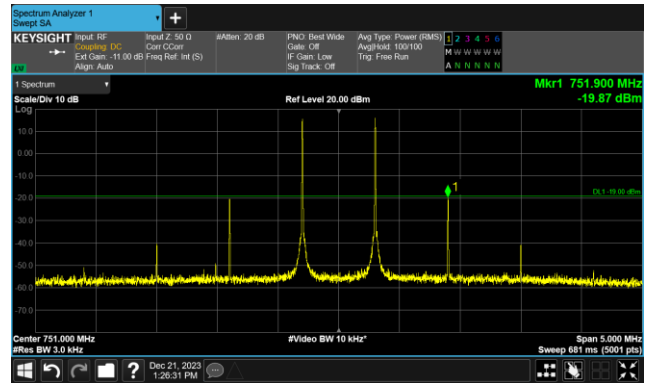 Spectrum Analyzer 1
Swept SA
+
KEYSIGHT Input: RF Input Z: 50 Ω #Atten: 20 dB PNO: Best Wide Avg Type: Power (RMS) 1 2 3 4 5 6
Coupling: DC Corr CCorr Gate: Off Avg|Hold: 100/100 M W W W W W
Ext Gain: -11.00 dB Freq Ref: Int (S) IF Gain: Low Trig: Free Run
Align: Auto Sig Track: Off A N N N N N
1 Spectrum Mkr1 751.900 MHz
Scale/Div 10 dB Ref Level 20.00 dBm -19.87 dBm
Log
10.0
0.00
-10.0
1
-20.0 DL1 -19.00 dBm
-30.0
-40.0
-50.0
-60.0
-70.0
Center 751.000 MHz #Video BW 10 kHz* Span 5.000 MHz
#Res BW 3.0 kHz Sweep 681 ms (5001 pts)
? Dec 21, 2023
1:26:31 PM